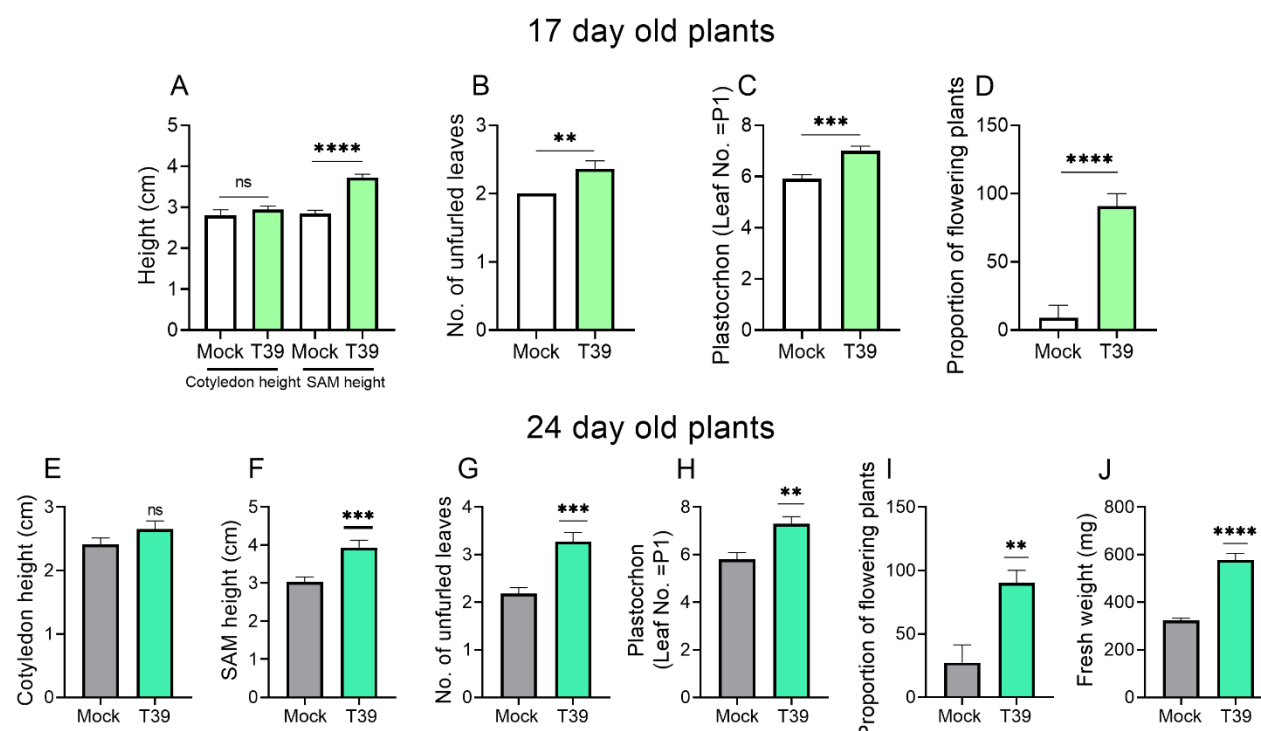 17 day old plants
A
B
C
D
Height (cm)
5
4
3
2
1
0
ns
****
Mock T39 Mock T39
Cotyledon height SAM height
No. of unfurled leaves
3
2
1
0
**
Mock T39
Plastocrhon (Leaf No. =P1)
8
6
4
2
0
***
Mock T39
Proportion of flowering plants
150
100
50
0
****
Mock T39
24 day old plants
E
F
G
H
I
J
Cotyledon height (cm)
3
2
1
0
ns
Mock T39
SAM height (cm)
5
4
3
2
1
0
***
Mock T39
No. of unfurled leaves
4
3
2
1
0
***
Mock T39
Plastocrhon
(Leaf No. =P1)
8
6
4
2
0
**
Mock T39
Proportion of flowering plants
150
100
50
0
**
Mock T39
Fresh weight (mg)
800
600
400
200
0
****
Mock T39